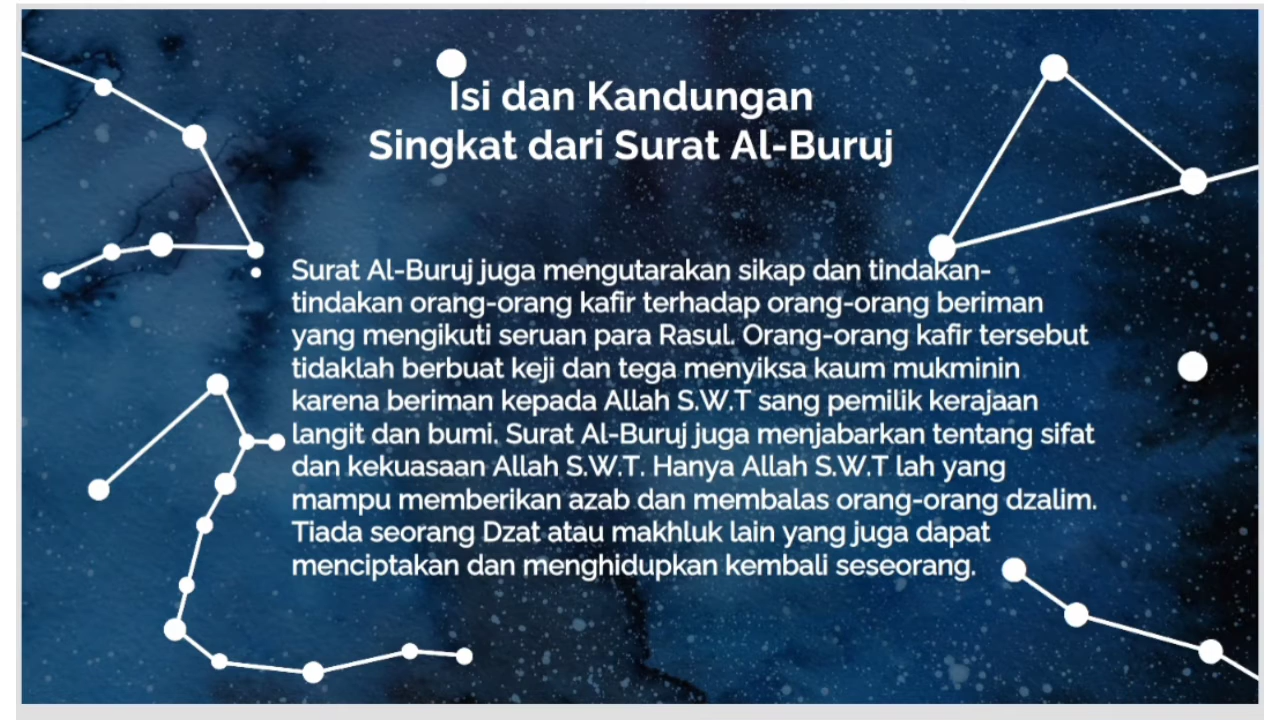 Isi dan Kandungan
Singkat dari Surat Al-Buruj
Surat Al-Buruj juga mengutarakan sikap dan tindakan-
tindakan orang-orang kafir terhadap orang-orang beriman
yang mengikuti seruan para Rasul. Orang-orang kafir tersebut
tidaklah berbuat keji dan tega menyiksa kaum mukminin
karena beriman kepada Allah S.W.T sang pemilik kerajaan
langit dan bumi. Surat Al-Buruj juga menjabarkan tentang sifat
dan kekuasaan Allah S.W.T. Hanya Allah S.W.T lah yang
mampu memberikan azab dan membalas orang-orang dzalim.
Tiada seorang Dzat atau makhluk lain yang juga dapat
menciptakan dan menghidupkan kembali seseorang.